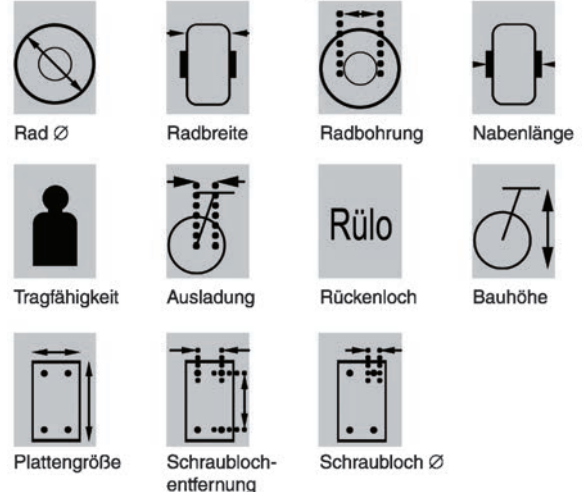 Rad Ø
Radbreite
Radbohrung
Nabenlänge
Rülo
Tragfähigkeit
Ausladung
Rückenloch
Bauhöhe
Plattengröße
Schraubloch-
entfernung
Schraubloch Ø